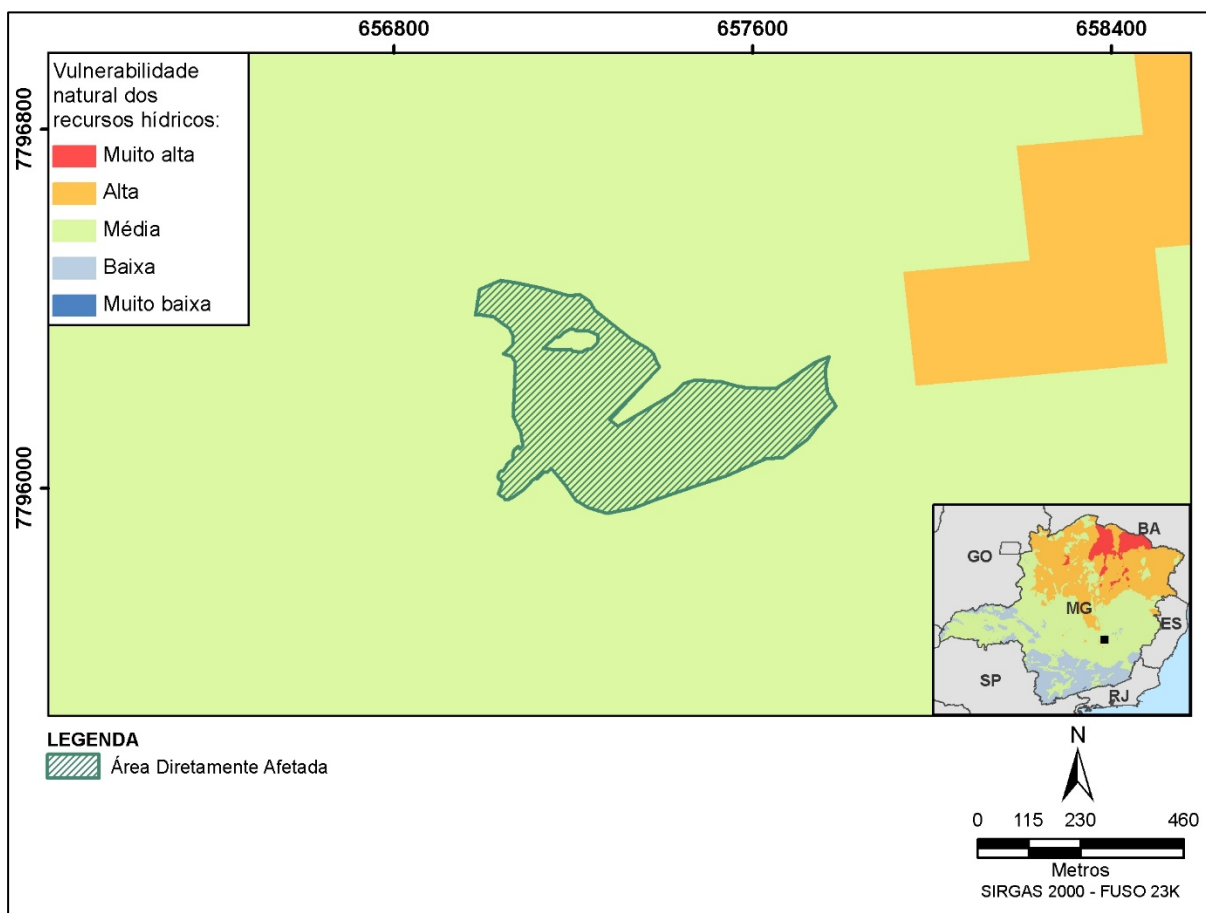 656800
657600
658400
7796800
7796000
Vulnerabilidade
natural dos
recursos hídricos:
Muito alta
Alta
Média
Baixa
Muito baixa
BA
GO
MG
ES
SP
RJ
LEGENDA
Área Diretamente Afetada
N
0 115 230 460
Metros
SIRGAS 2000 - FUSO 23K